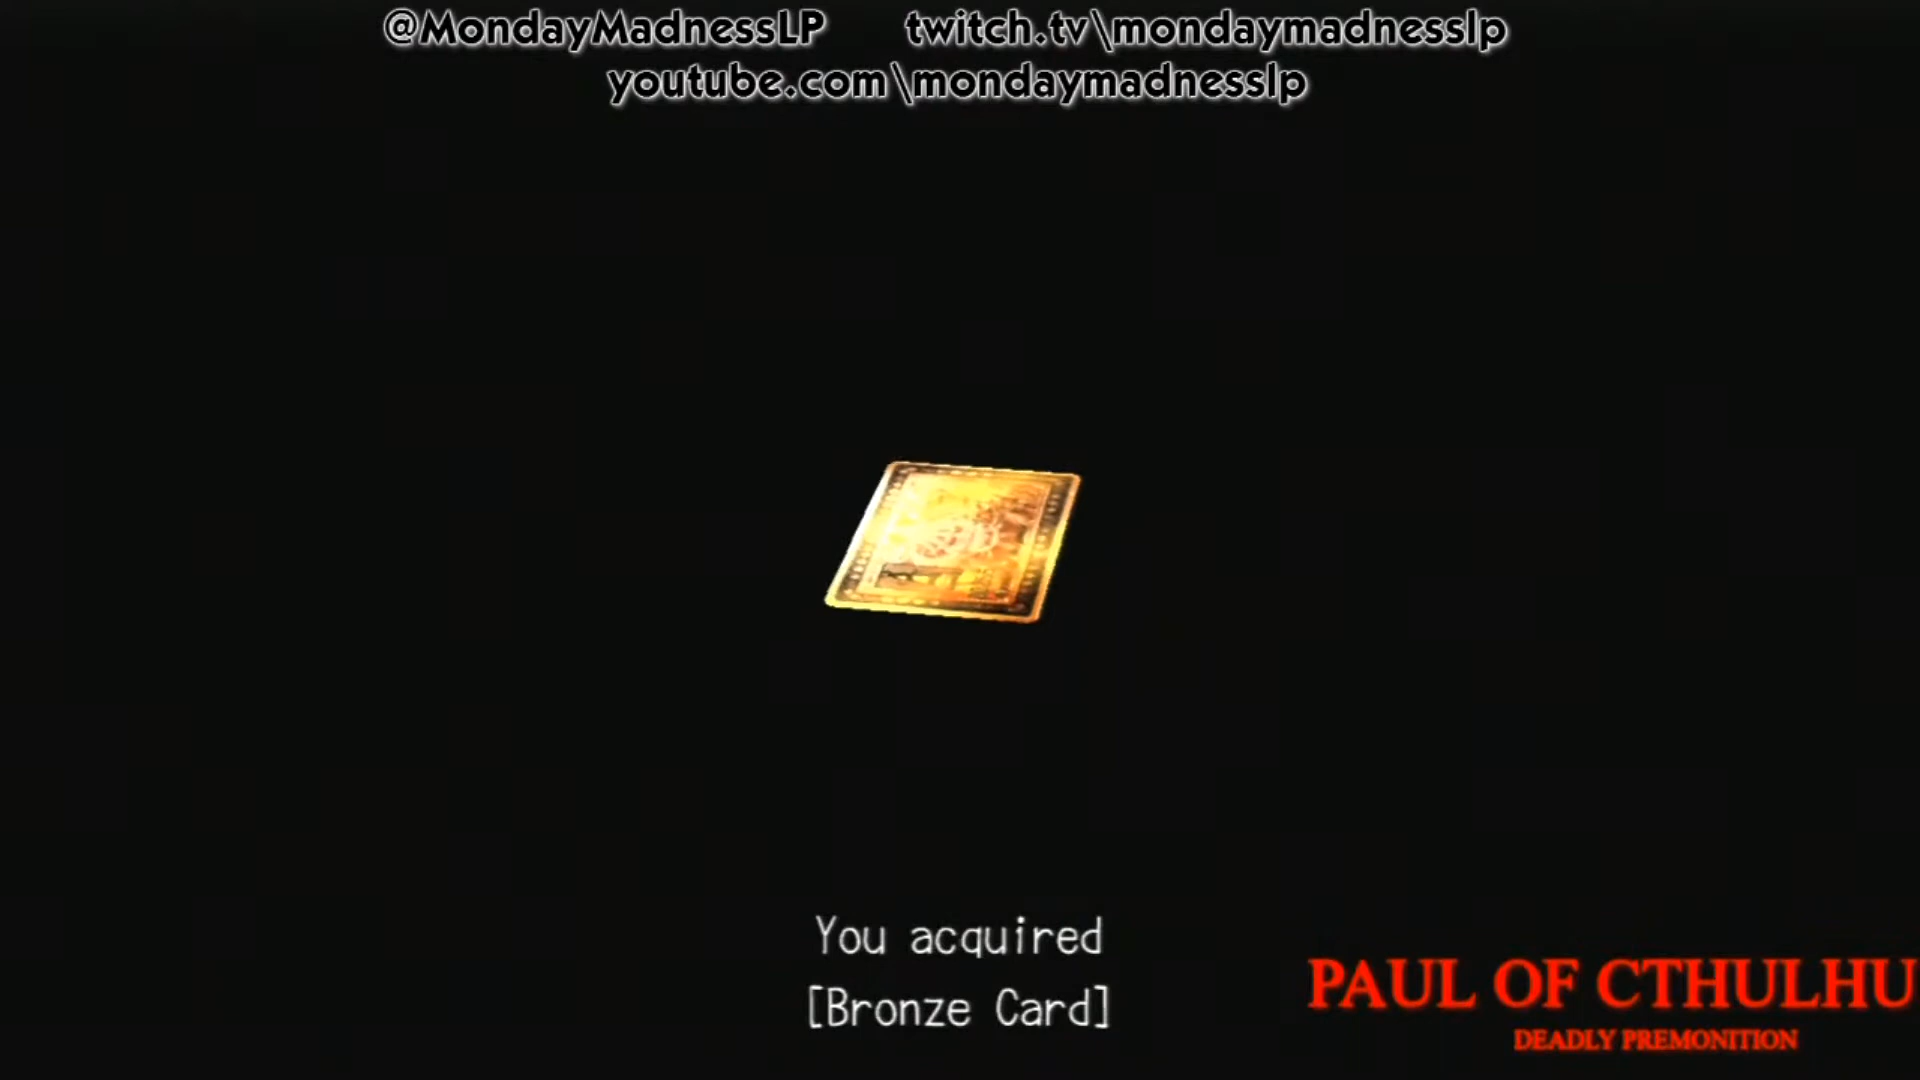 @MondayMadnessLP twitch.tv\mondaymadnesslp
youtube.com\mondaymadnesslp
You acquired
[Bronze Card]
PAUL OF CTHULHU
DEADLY PREMONITION